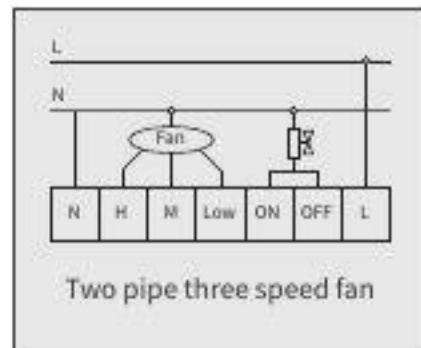 L
N
Fan
N H M Low ON OFF L
Two pipe three speed fan